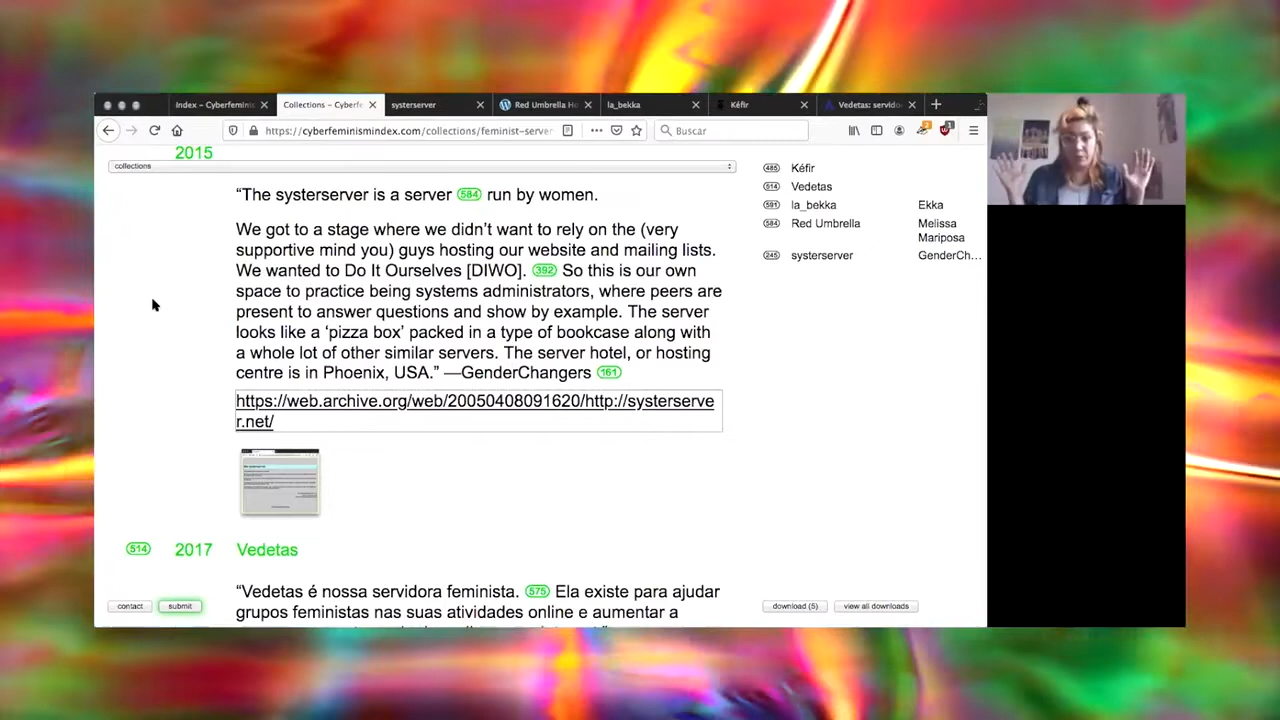 Index – Cyberfeminis
Collections – Cyberfe
systerserver
Red Umbrella Ho
la_bekka
Kéfir
Vedetas: servido
https://cyberfeminismindex.com/collections/feminist-server
Buscar
2015
collections
“The systerserver is a server 584 run by women.
We got to a stage where we didn’t want to rely on the (very
supportive mind you) guys hosting our website and mailing lists.
We wanted to Do It Ourselves [DIWO]. 392 So this is our own
space to practice being systems administrators, where peers are
present to answer questions and show by example. The server
looks like a ‘pizza box’ packed in a type of bookcase along with
a whole lot of other similar servers. The server hotel, or hosting
centre is in Phoenix, USA.” —GenderChangers 161
https://web.archive.org/web/20050408091620/http://systerserve
r.net/
514 2017 Vedetas
“Vedetas é nossa servidora feminista. 575 Ela existe para ajudar
grupos feministas nas suas atividades online e aumentar a
contact submit
485 Kéfir
514 Vedetas
591 la_bekka Ekka
584 Red Umbrella Melissa
Mariposa
245 systerserver GenderCh...
download (5) view all downloads